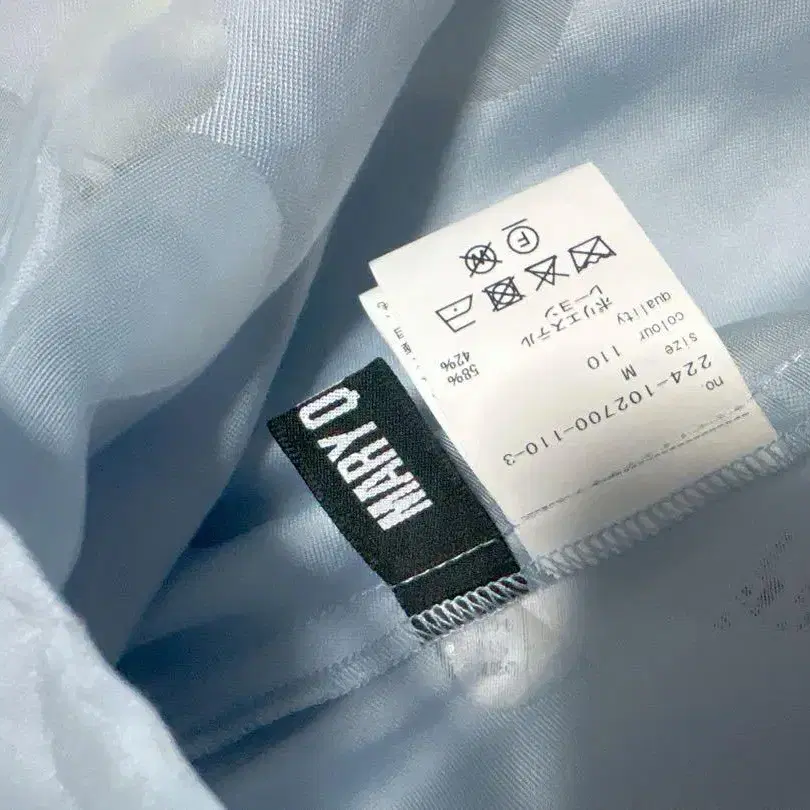 MARY Q
no. 224-102700-110-3
size M
colour 110
quality
ポリエステル 58%
レーヨン 42%